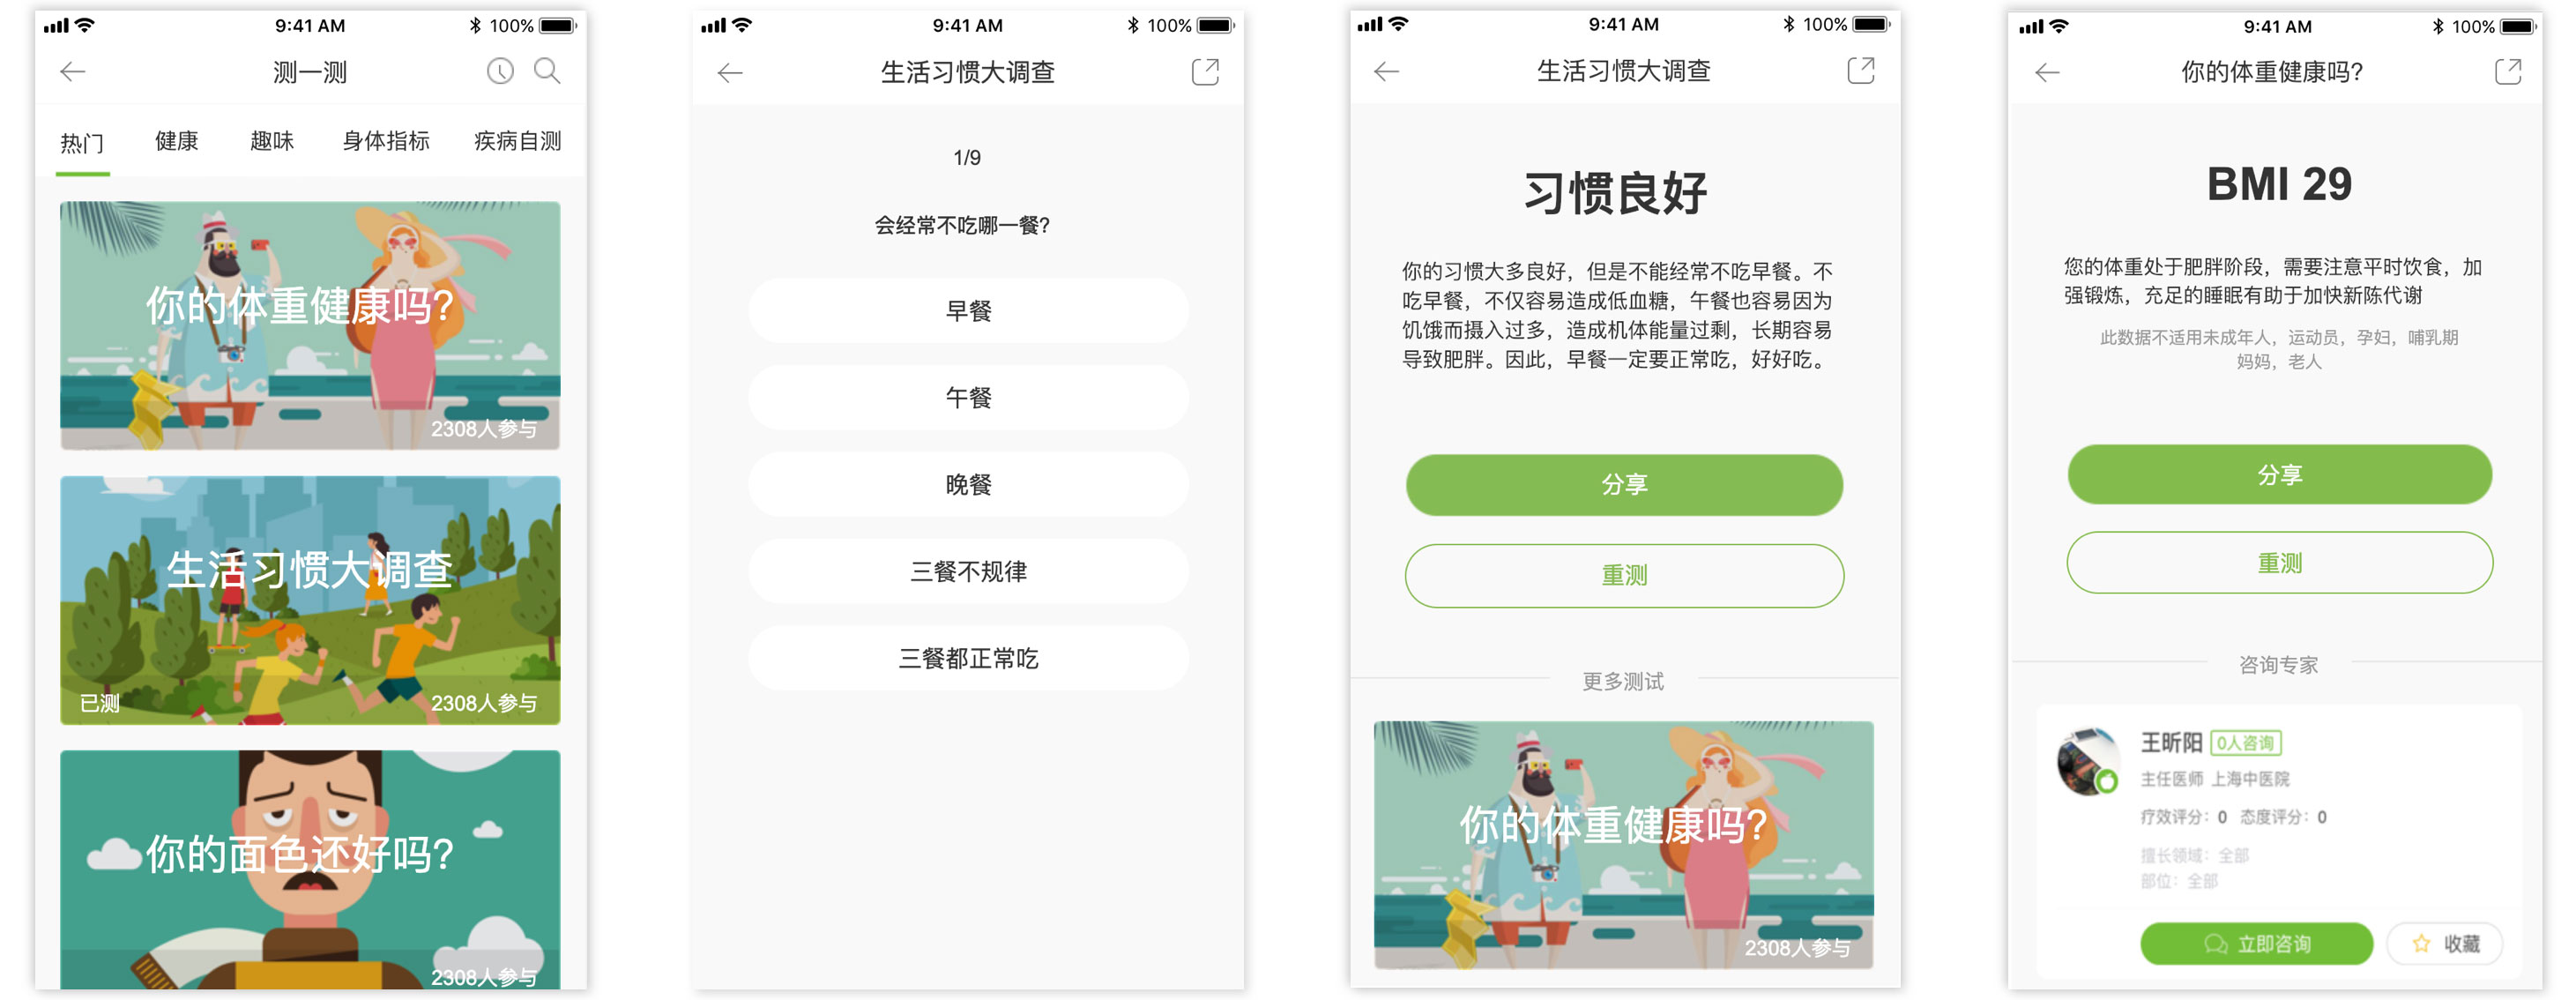 9:41 AM
100%
测一测
热门
健康
趣味
身体指标
疾病自测
你的体重健康吗?
2308人参与
生活习惯大调查
已测
2308人参与
你的面色还好吗?
2308人参与
9:41 AM
100%
生活习惯大调查
1/9
会经常不吃哪一餐?
早餐
午餐
晚餐
三餐不规律
三餐都正常吃
9:41 AM
100%
生活习惯大调查
习惯良好
你的习惯大多良好，但是不能经常不吃早餐。不
吃早餐，不仅容易造成低血糖，午餐也容易因为
饥饿而摄入过多，造成机体能量过剩，长期容易
导致肥胖。因此，早餐一定要正常吃，好好吃。
分享
重测
更多测试
你的体重健康吗?
2308人参与
9:41 AM
100%
你的体重健康吗?
BMI 29
您的体重处于肥胖阶段，需要注意平时饮食，加
强锻炼，充足的睡眠有助于加快新陈代谢
此数据不适用未成年人，运动员，孕妇，哺乳期
妈妈，老人
分享
重测
咨询专家
王昕阳 0人咨询
主任医师 上海中医院
疗效评分：0 态度评分：0
擅长领域：全部
部位：全部
立即咨询
收藏